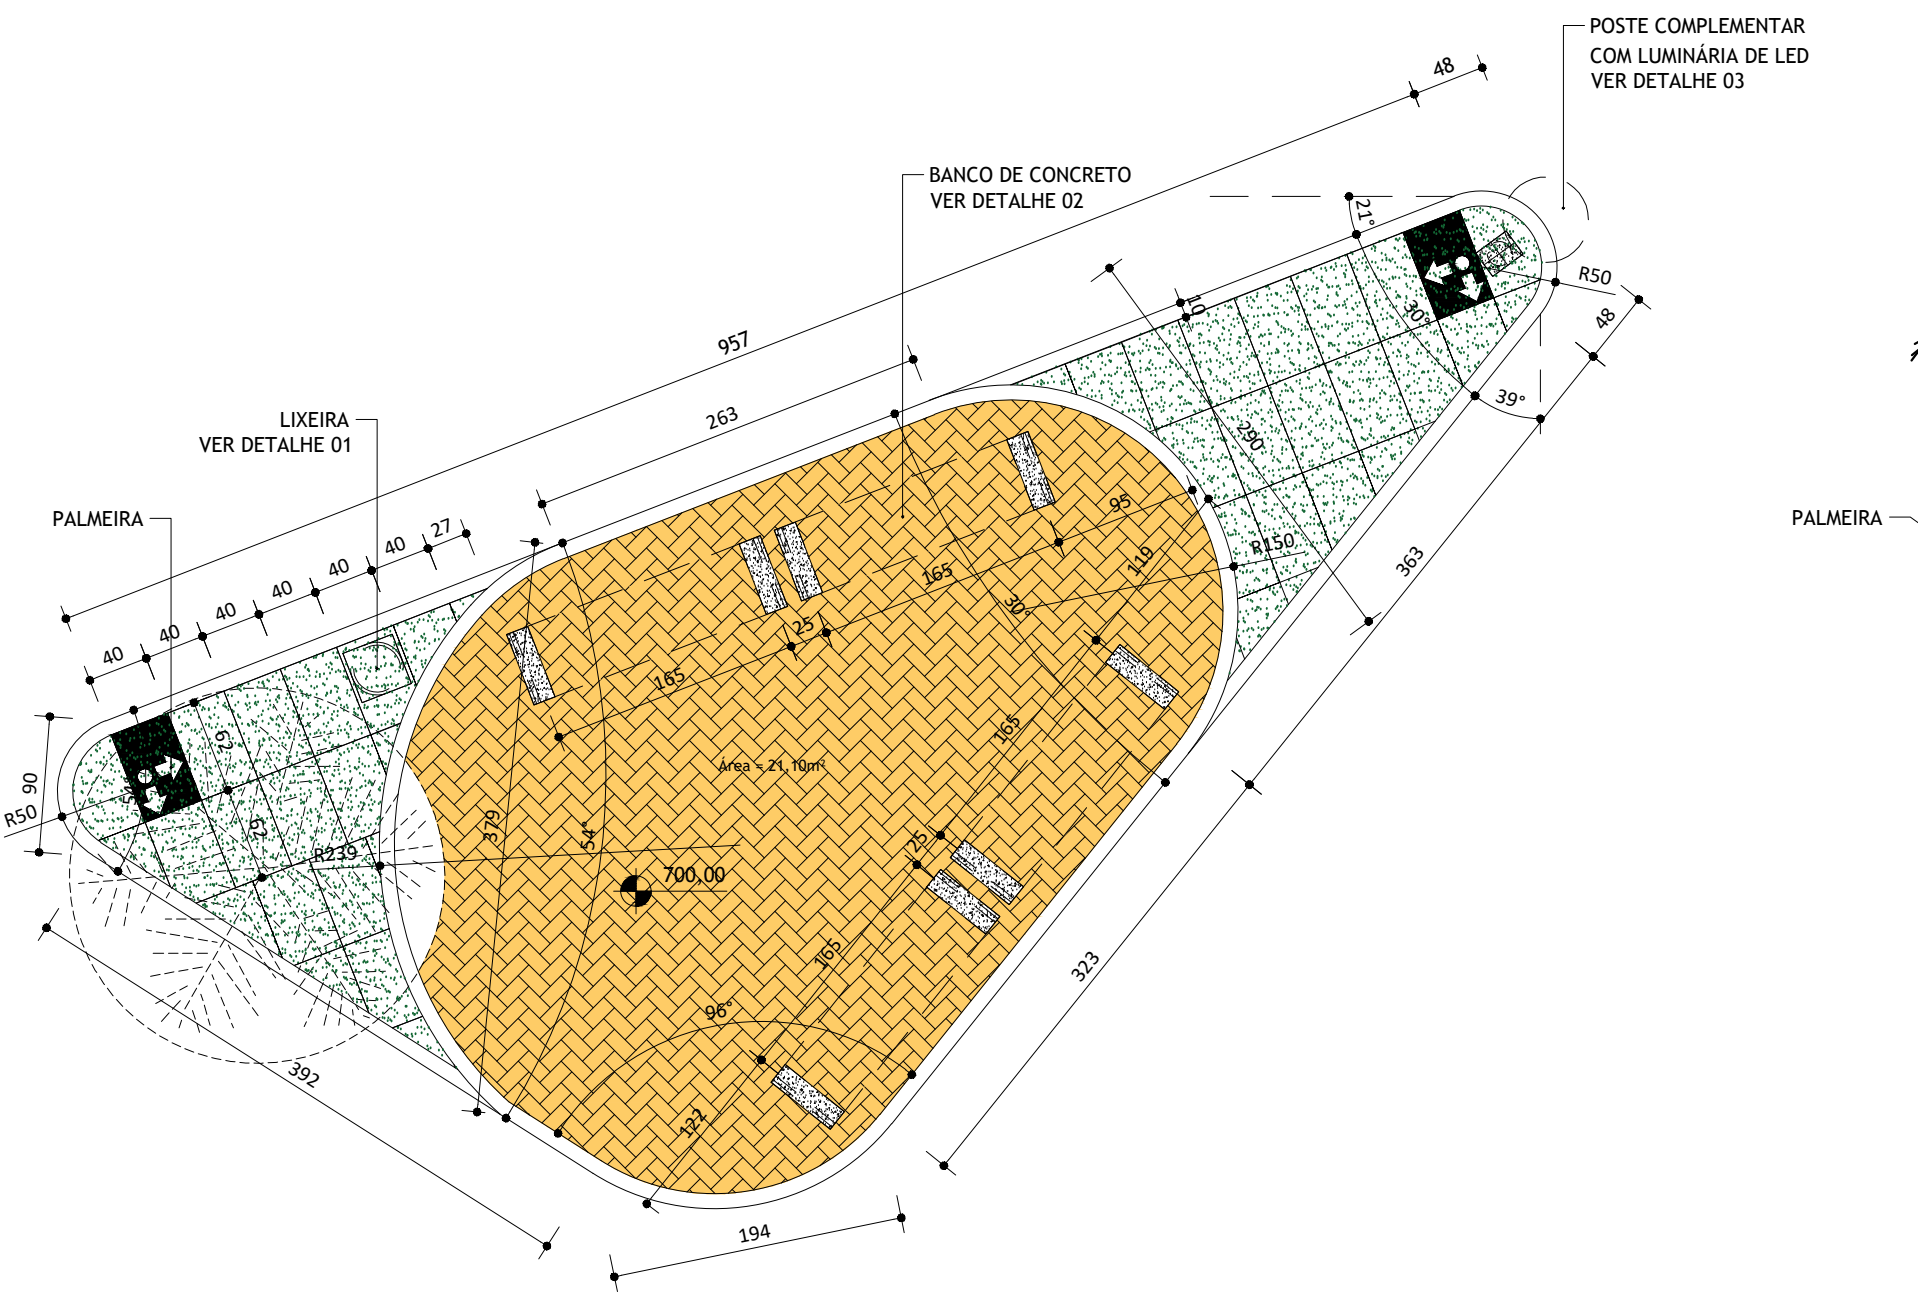 POSTE COMPLEMENTAR
COM LUMINÁRIA DE LED
VER DETALHE 03
48
BANCO DE CONCRETO
VER DETALHE 02
21°
R50
48
10
30°
957
39°
263
LIXEIRA
VER DETALHE 01
290
95
PALMEIRA
PALMEIRA
27
40
40
40
40
40
40
R150
119
363
165
30°
25
165
62
165
Área = 21,10m²
90
R50
62
379
54°
25
R239
700,00
165
323
96°
392
122
194